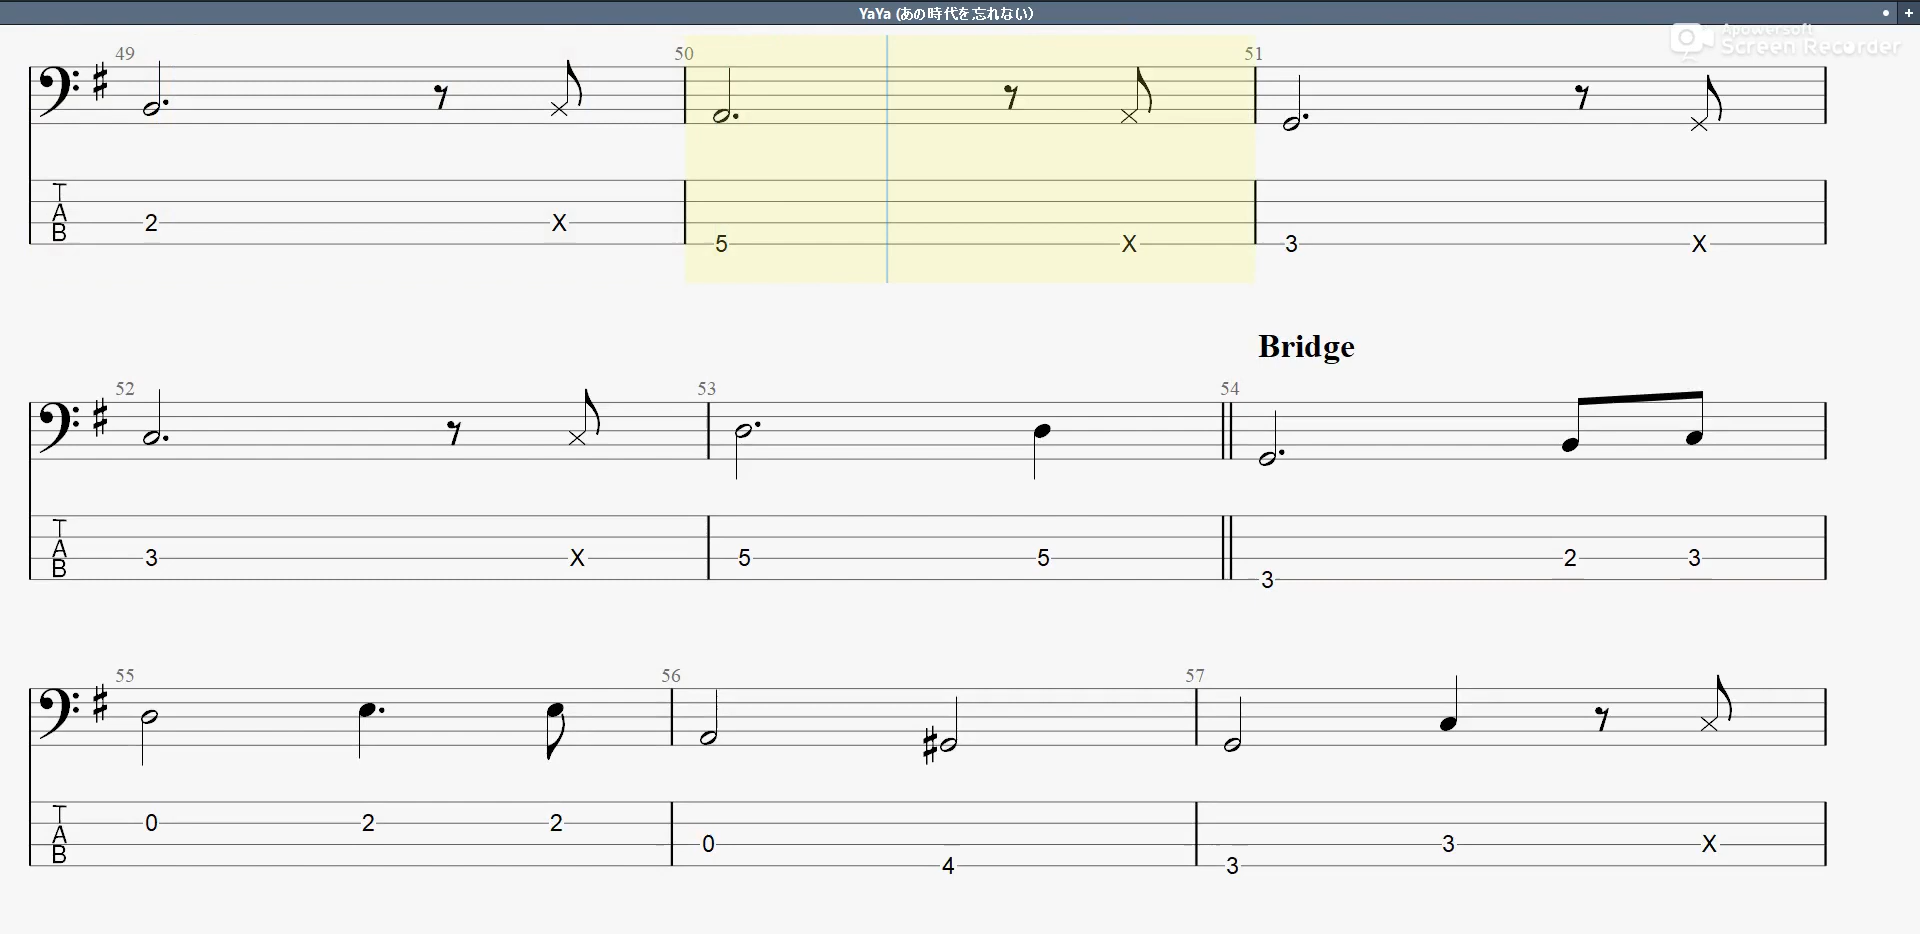 YaYa (あの時代を忘れない)
Apowersoft
Screen Recorder
49 50 51
T
A
B
2 X 5 X 3 X
Bridge
52 53 54
T
A
B
3 X 5 5 3 2 3
55 56 57
T
A
B
0 2 2 0 4 3 3 X